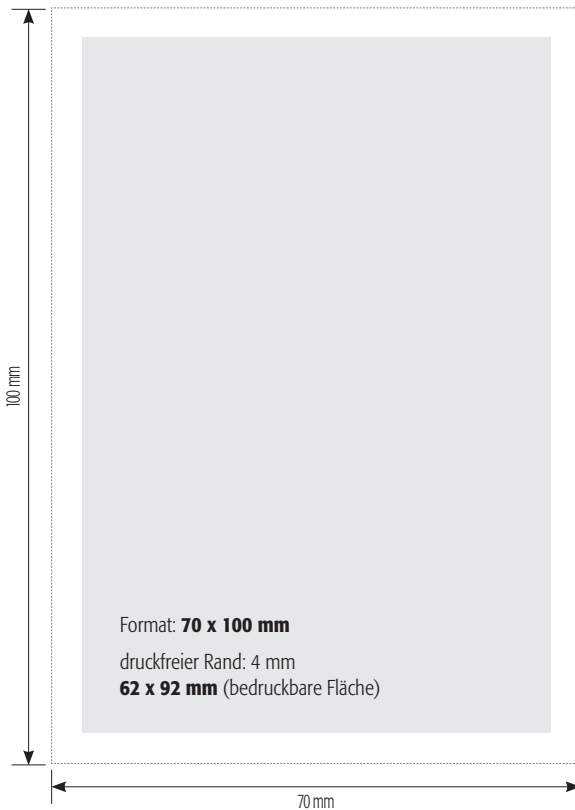 100 mm
Format: 70 x 100 mm
druckfreier Rand: 4 mm
62 x 92 mm (bedruckbare Fläche)
70 mm